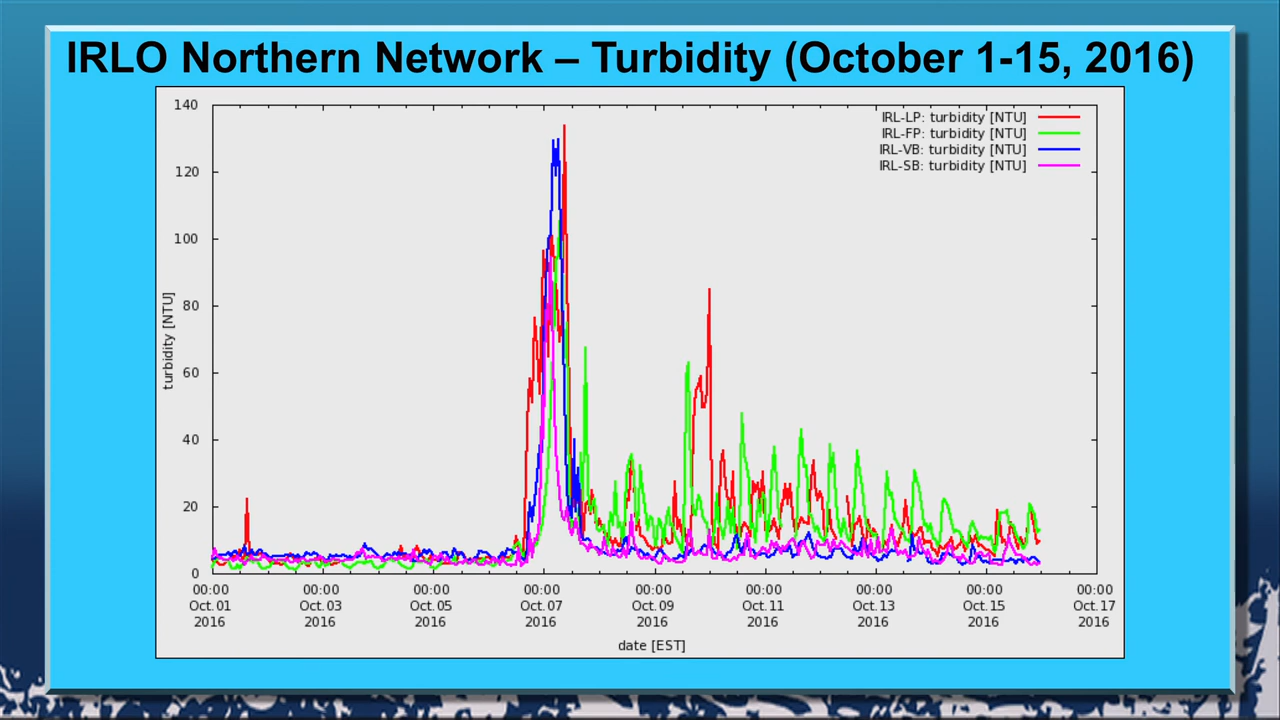 IRLO Northern Network – Turbidity (October 1-15, 2016)
IRL-LP: turbidity [NTU]
IRL-FP: turbidity [NTU]
IRL-VB: turbidity [NTU]
IRL-SB: turbidity [NTU]
140
120
100
80
60
40
20
0
turbidity [NTU]
00:00 00:00 00:00 00:00 00:00 00:00 00:00 00:00 00:00
Oct.01 Oct.03 Oct.05 Oct.07 Oct.09 Oct.11 Oct.13 Oct.15 Oct.17
2016 2016 2016 2016 2016 2016 2016 2016 2016
date [EST]